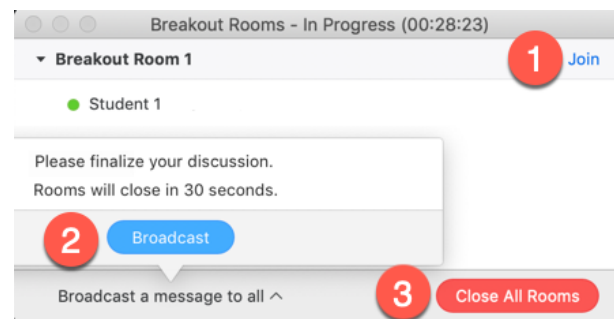 Breakout Rooms - In Progress (00:28:23)
Breakout Room 1
1 Join
Student 1
Please finalize your discussion.
Rooms will close in 30 seconds.
2 Broadcast
Broadcast a message to all
3 Close All Rooms